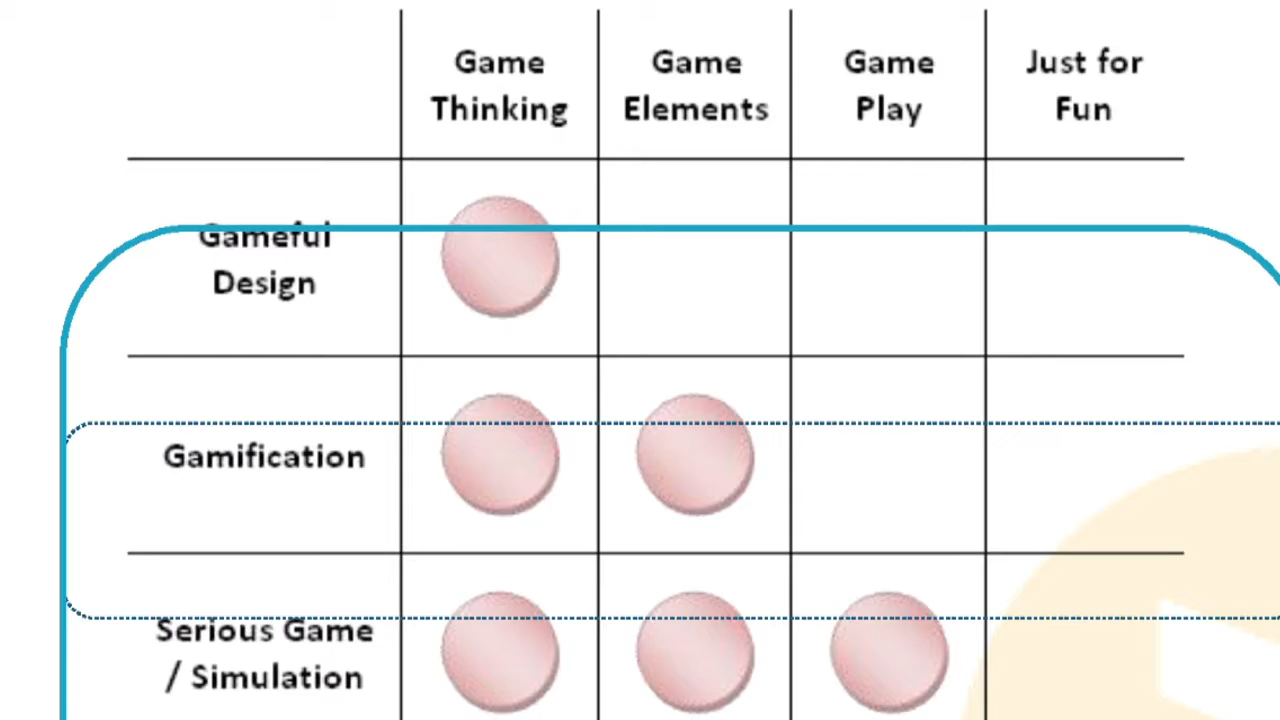 Game Thinking
Game Elements
Game Play
Just for Fun
Gameful Design
Gamification
Serious Game / Simulation